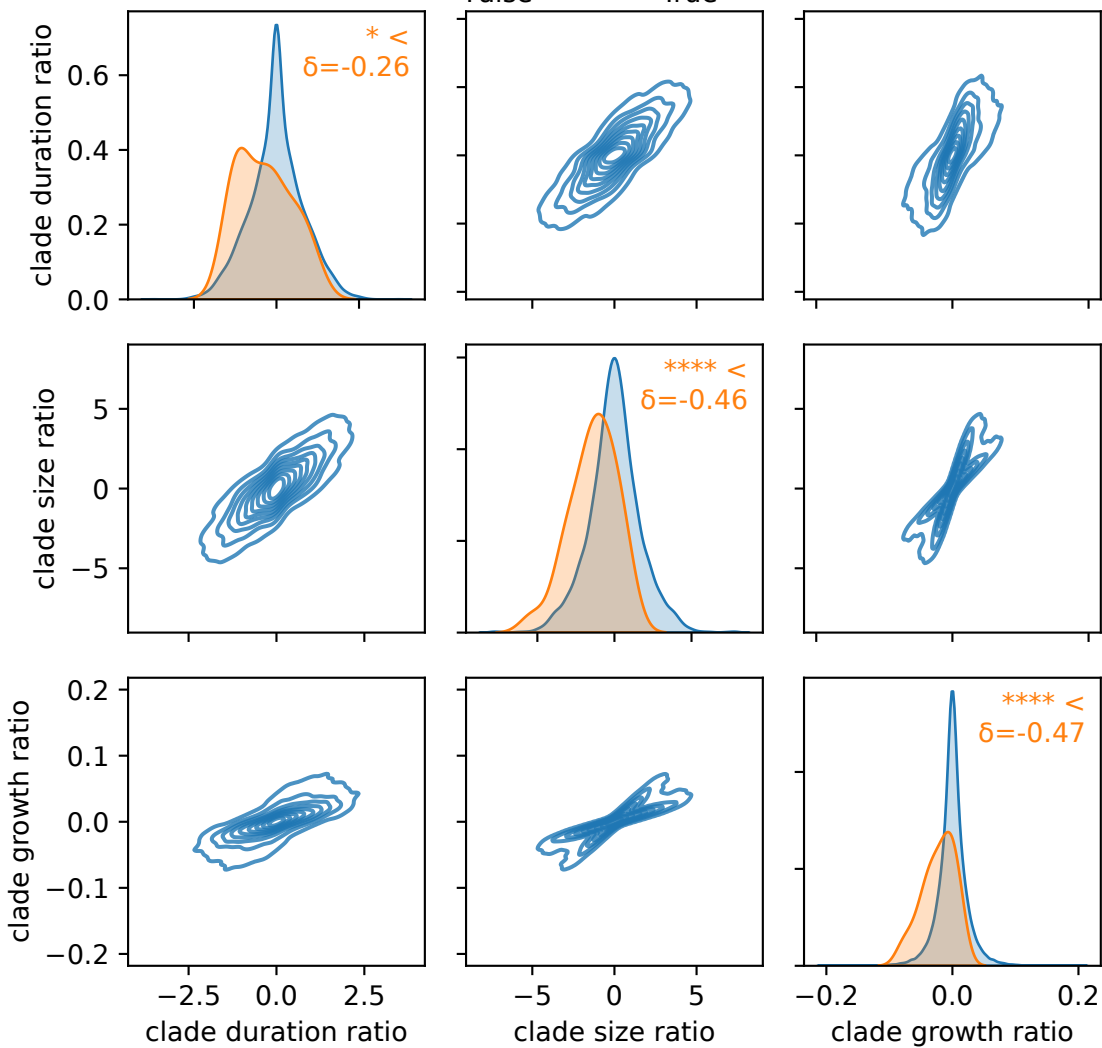 clade duration ratio
0.6
0.4
0.2
0.0
* <
δ=-0.26
clade size ratio
5
0
−5
**** <
δ=-0.46
clade growth ratio
0.2
0.1
0.0
−0.1
−0.2
**** <
δ=-0.47
−2.5 0.0 2.5
−5 0 5
−0.2 0.0 0.2
clade duration ratio
clade size ratio
clade growth ratio